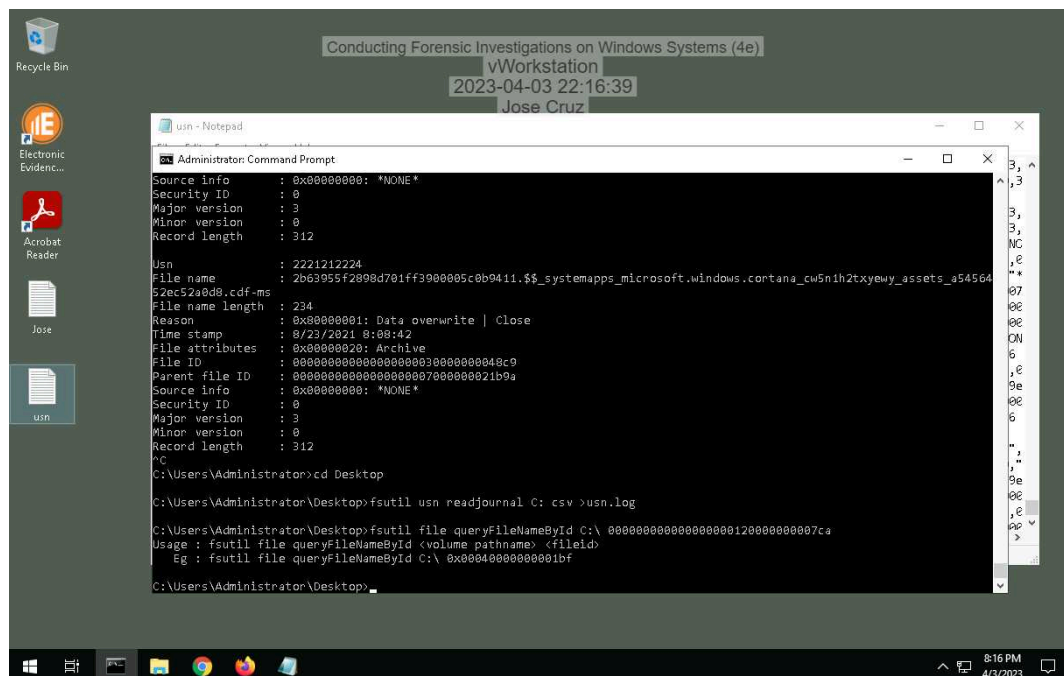 Recycle Bin
Electronic
Evidenc...
Acrobat
Reader
Jose
usn
Conducting Forensic Investigations on Windows Systems (4e)
vWorkstation
2023-04-03 22:16:39
Jose Cruz
usn - Notepad
Administrator: Command Prompt
Source info : 0x00000000: *NONE*
Security ID : 0
Major version : 3
Minor version : 0
Record length : 312
Usn : 2221212224
File name : 2b63955f2898d701ff3900005c0b9411.$$_systemapps_microsoft.windows.cortana_cw5n1h2txyewy_assets_a54564
52ec52a0d8.cdf-ms
File name length : 234
Reason : 0x80000001: Data overwrite | Close
Time stamp : 8/23/2021 8:08:42
File attributes : 0x00000020: Archive
File ID : 000000000000000000030000000048c9
Parent file ID : 00000000000000000007000000021b9a
Source info : 0x00000000: *NONE*
Security ID : 0
Major version : 3
Minor version : 0
Record length : 312
^C
C:\Users\Administrator>cd Desktop
C:\Users\Administrator\Desktop>fsutil usn readjournal C: csv >usn.log
C:\Users\Administrator\Desktop>fsutil file queryFileNameById C:\ 000000000000000000120000000007ca
Usage : fsutil file queryFileNameById <volume pathname> <fileid>
Eg : fsutil file queryFileNameById C:\ 0x00040000000001bf
C:\Users\Administrator\Desktop>
8:16 PM
4/3/2023